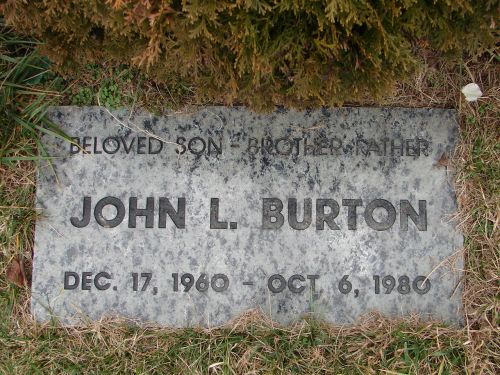 BELOVED SON - BROTHER - FATHER
JOHN L. BURTON
DEC. 17, 1960 - OCT. 6, 1980